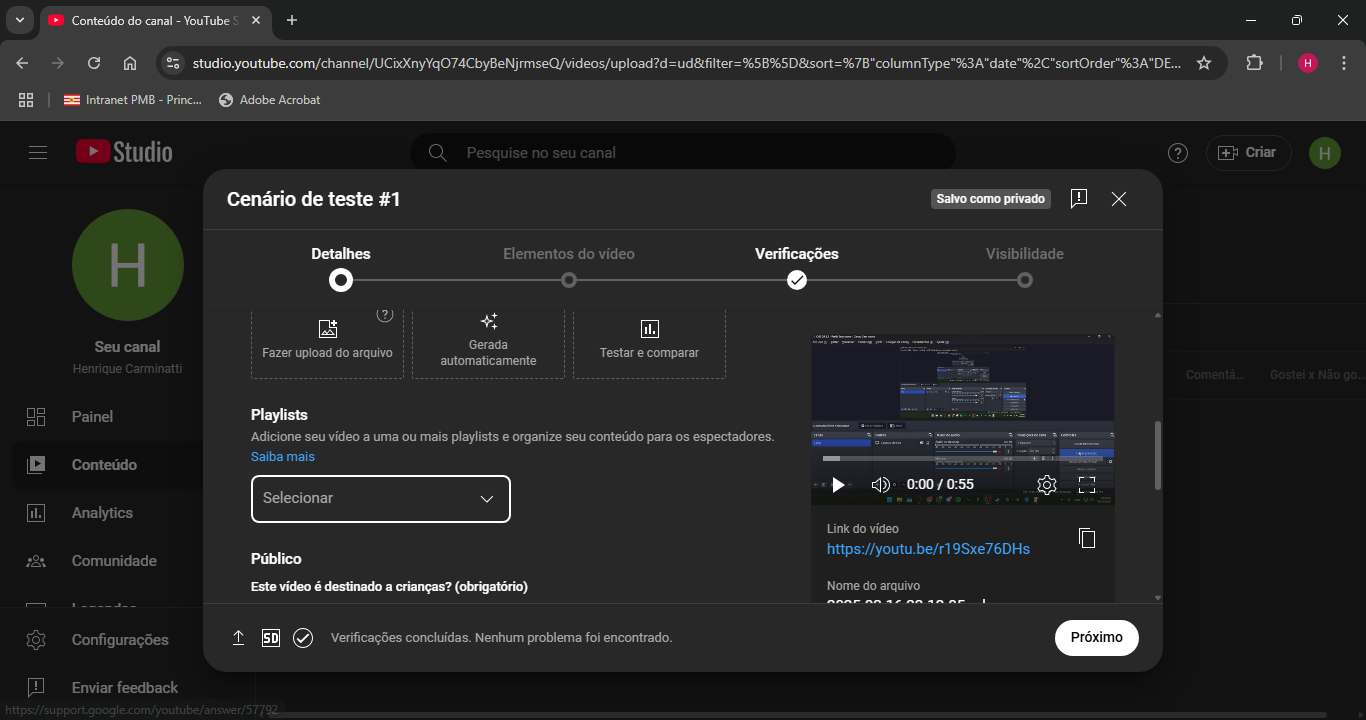 Conteúdo do canal - YouTube S
studio.youtube.com/channel/UCixXnyYqO74CbyBeNjrmseQ/videos/upload?d=ud&filter=%5B%5D&sort=%7B"columnType"%3A"date"%2C"sortOrder"%3A"DE...
H
Intranet PMB - Princ...
Adobe Acrobat
Studio
Pesquise no seu canal
Criar
H
Cenário de teste #1
Salvo como privado
Detalhes
Elementos do vídeo
Verificações
Visibilidade
H
Seu canal
Henrique Carminatti
Painel
Conteúdo
Analytics
Comunidade
Legendas
Configurações
Enviar feedback
Fazer upload do arquivo
Gerada
automaticamente
Testar e comparar
Playlists
Adicione seu vídeo a uma ou mais playlists e organize seu conteúdo para os espectadores.
Saiba mais
Selecionar
Público
Este vídeo é destinado a crianças? (obrigatório)
0:00 / 0:55
Link do vídeo
https://youtu.be/r19Sxe76DHs
Nome do arquivo
Comentá...
Gostei x Não go...
SD
Verificações concluídas. Nenhum problema foi encontrado.
Próximo
https://support.google.com/youtube/answer/57792